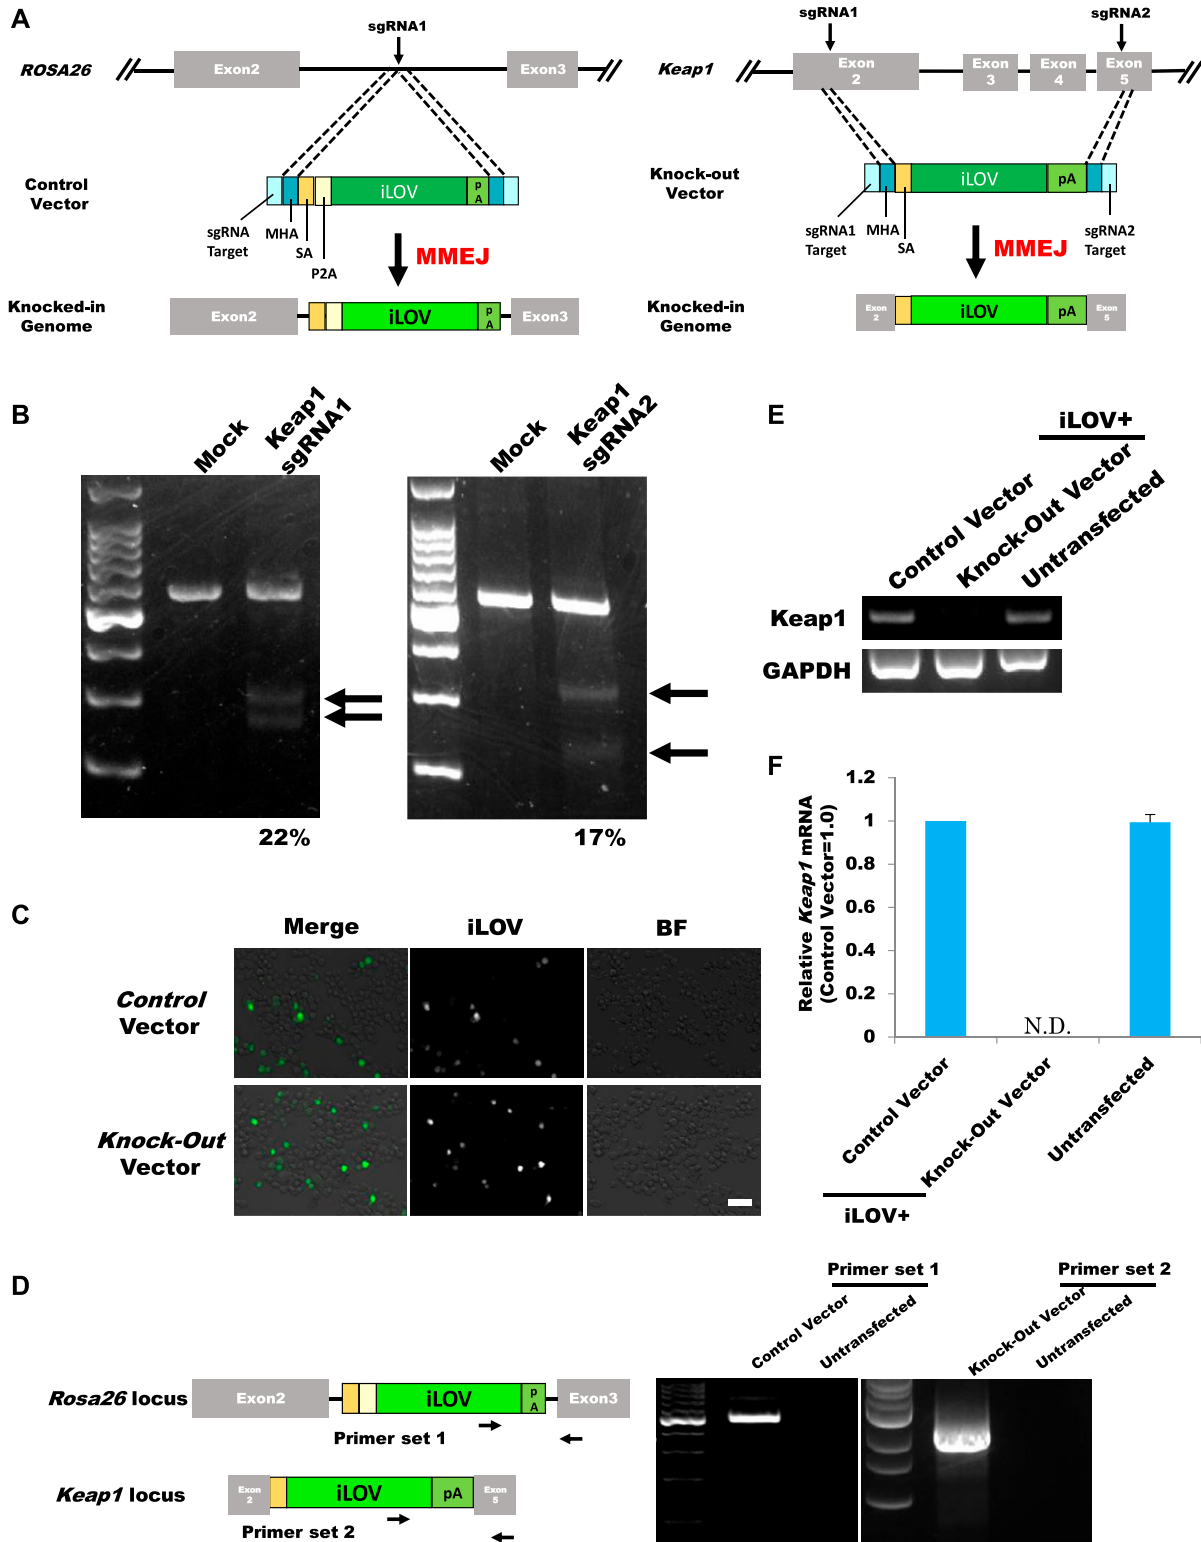 A
sgRNA1
ROSA26
Exon2
Exon3
Control
Vector
iLOV
p
A
sgRNA
Target
MHA
SA
P2A
MMEJ
Knocked-in
Genome
Exon2
iLOV
p
A
Exon3
sgRNA1
sgRNA2
Keap1
Exon
2
Exon
3
Exon
4
Exon
5
Knock-out
Vector
iLOV
pA
sgRNA1
Target
MHA
SA
sgRNA2
Target
MMEJ
Knocked-in
Genome
Exon
2
iLOV
pA
Exon
5
B
Mock
Keap1
sgRNA1
Mock
Keap1
sgRNA2
22%
17%
E
iLOV+
Control Vector
Knock-Out Vector
Untransfected
Keap1
GAPDH
C
Merge
iLOV
BF
Control
Vector
Knock-Out
Vector
F
Relative Keap1 mRNA
(Control Vector=1.0)
1.2
1
0.8
0.6
0.4
0.2
0
N.D.
Control Vector
Knock-Out Vector
Untransfected
iLOV+
D
Rosa26 locus
Exon2
iLOV
p
A
Exon3
Primer set 1
Keap1 locus
Exon
2
iLOV
pA
Exon
5
Primer set 2
Primer set 1
Control Vector
Untransfected
Primer set 2
Knock-Out Vector
Untransfected